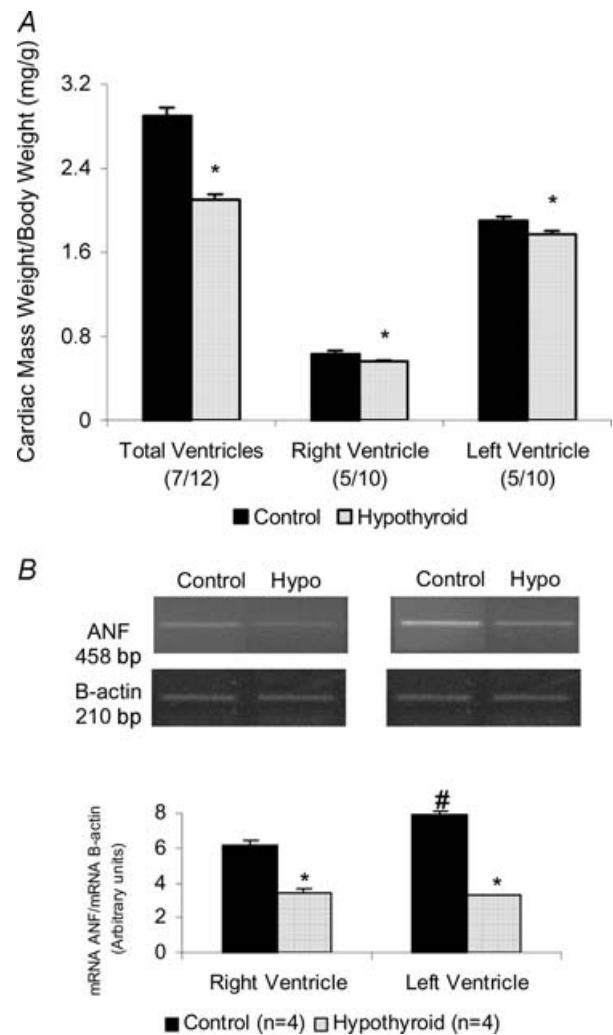 A
Cardiac Mass Weight/Body Weight (mg/g)
3.2
2.4
1.6
0.8
0
*
*
*
Total Ventricles Right Ventricle Left Ventricle
(7/12) (5/10) (5/10)
Control Hypothyroid
B
Control Hypo Control Hypo
ANF
458 bp
B-actin
210 bp
mRNA ANF/mRNA B-actin
(Arbitrary units)
8
6
4
2
0
#
*
*
Right Ventricle Left Ventricle
Control (n=4) Hypothyroid (n=4)